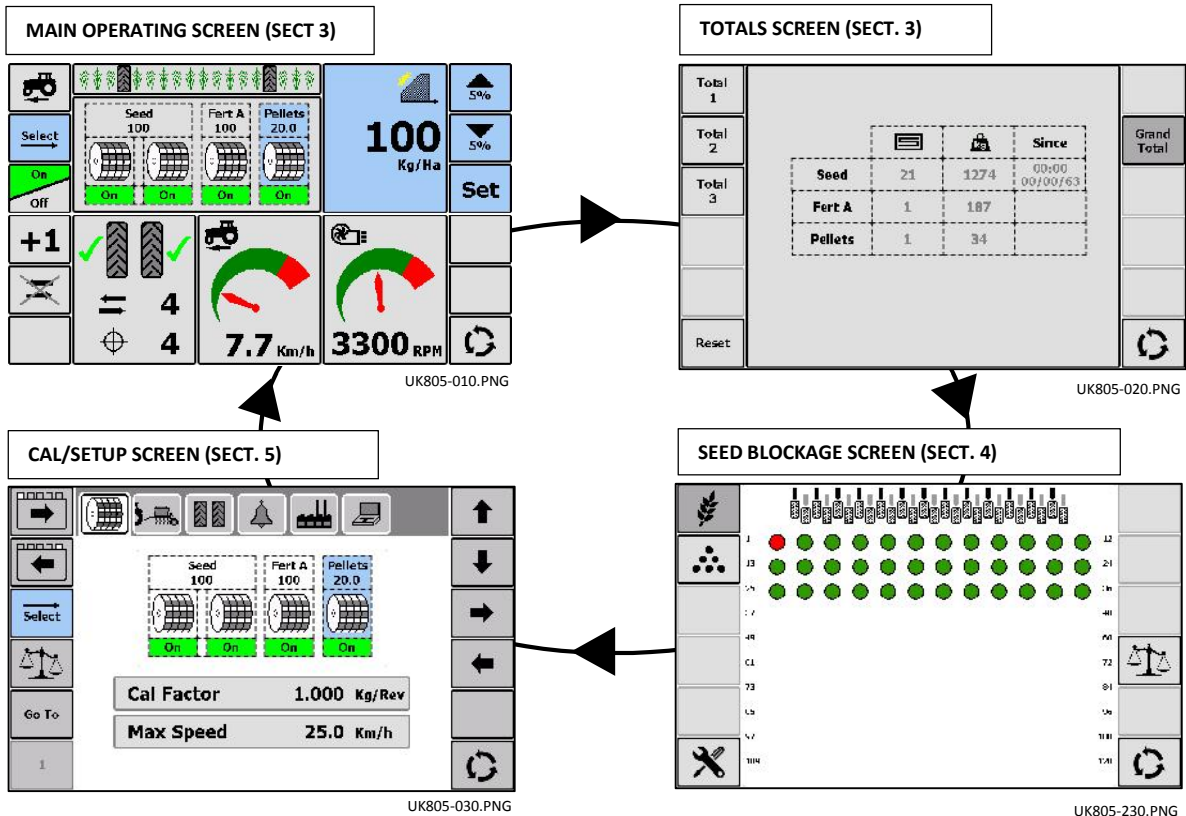 MAIN OPERATING SCREEN (SECT 3)
TOTALS SCREEN (SECT. 3)
5%
Select
Seed
100
Fert A
100
Pellets
20.0
100
Kg/Ha
5%
On
Off
On On On On
Set
+1
4
4
7.7 Km/h
3300 RPM
UK805-010.PNG
Total
1
Total
2
Total
3
Kg Since
Seed 21 1274 00:00
00/00/63
Fert A 1 187
Pellets 1 34
Grand
Total
Reset
UK805-020.PNG
CAL/SETUP SCREEN (SECT. 5)
SEED BLOCKAGE SCREEN (SECT. 4)
Select
Seed
100
Fert A
100
Pellets
20.0
On On On On
Cal Factor 1.000 Kg/Rev
Max Speed 25.0 Km/h
Go To
1
UK805-030.PNG
1 12
13 24
72
73
109 120
UK805-230.PNG